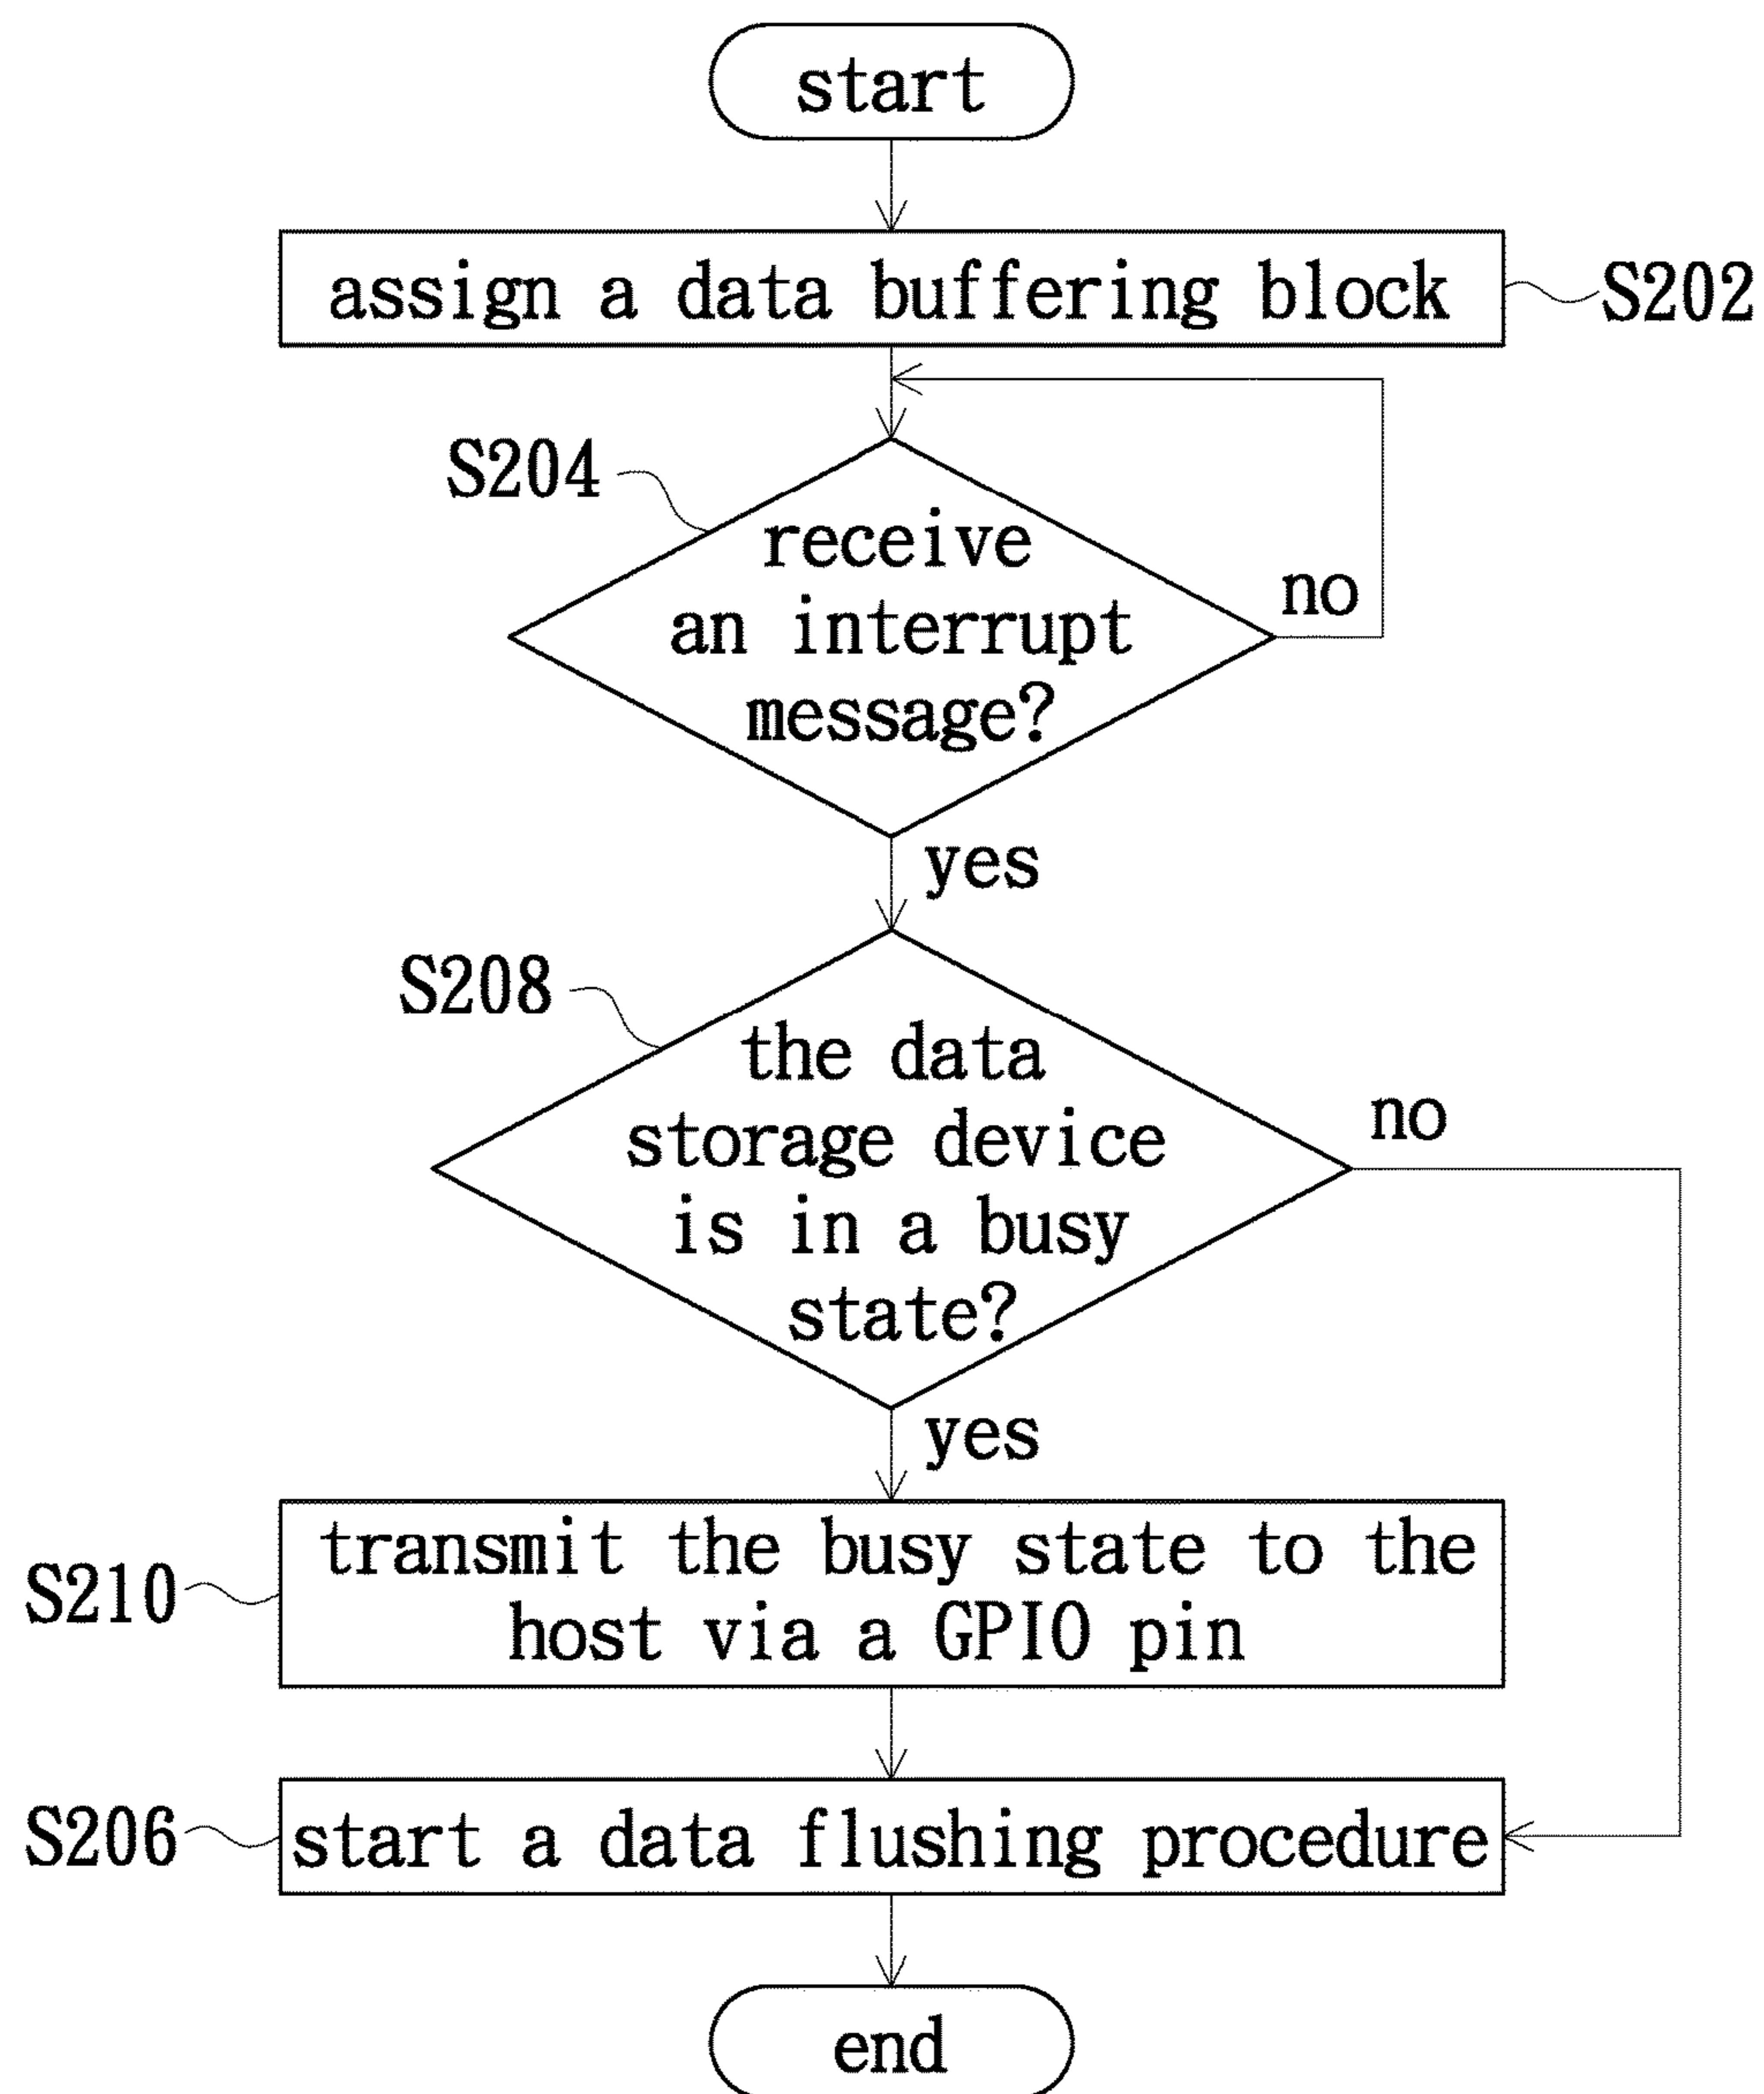 start
assign a data buffering block
S202
S204
receive
an interrupt
message?
no
yes
S208
the data
storage device
is in a busy
state?
no
yes
S210
transmit the busy state to the
host via a GPIO pin
S206
start a data flushing procedure
end